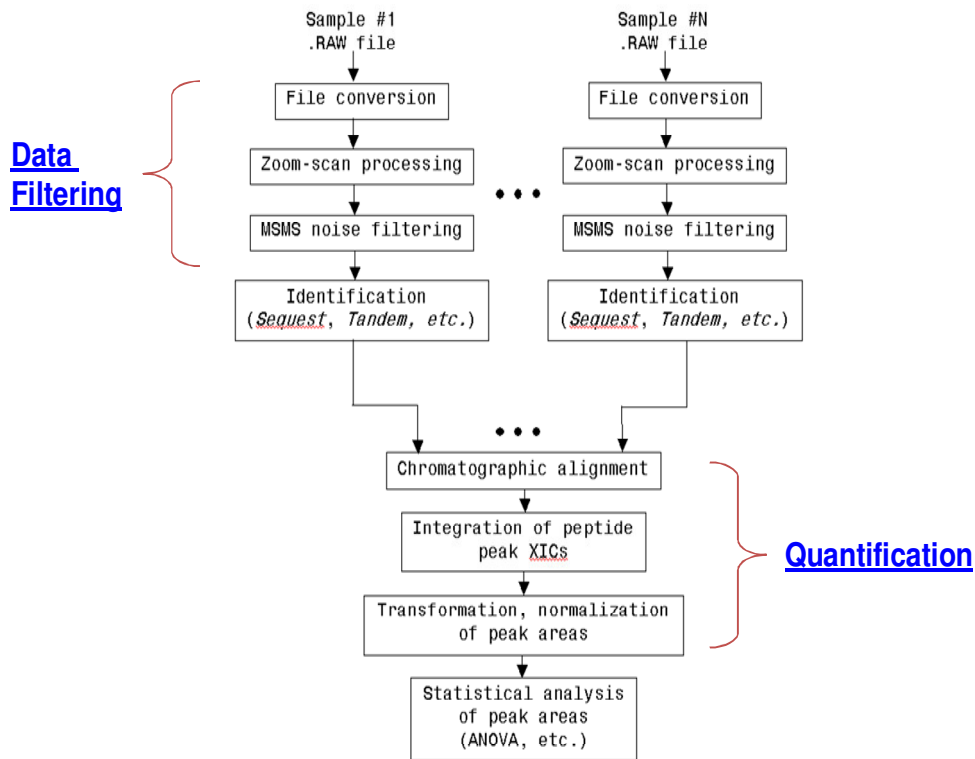 Sample #1
.RAW file
Sample #N
.RAW file
File conversion
File conversion
Data
Filtering
Zoom-scan processing
Zoom-scan processing
MSMS noise filtering
MSMS noise filtering
Identification
(Sequest, Tandem, etc.)
Identification
(Sequest, Tandem, etc.)
Chromatographic alignment
Integration of peptide
peak XICs
Quantification
Transformation, normalization
of peak areas
Statistical analysis
of peak areas
(ANOVA, etc.)